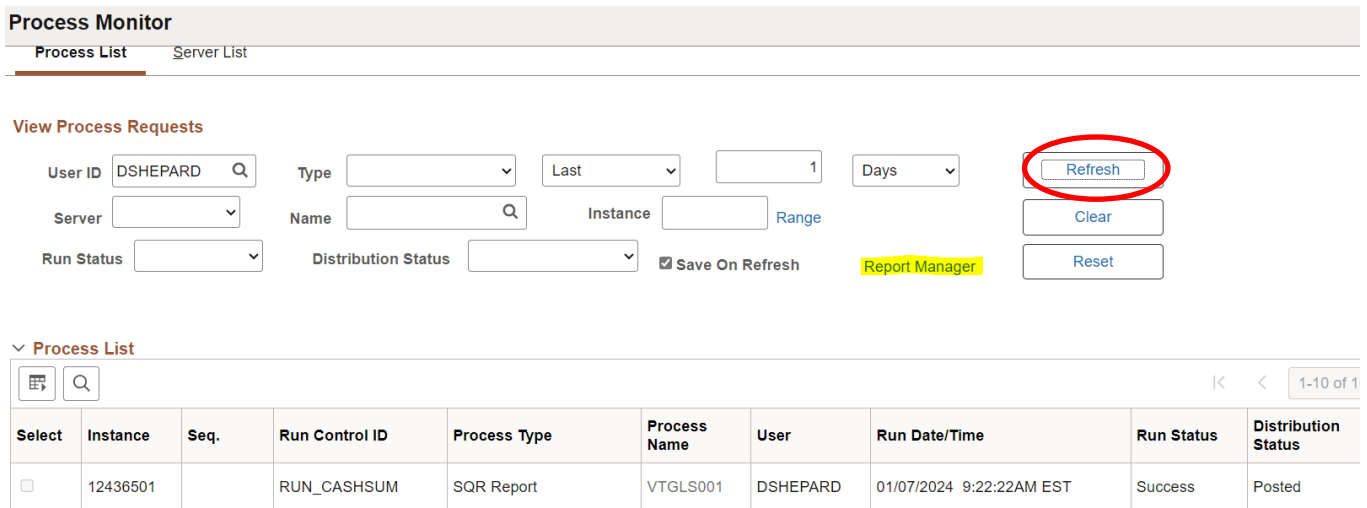 Process Monitor
Process List Server List
View Process Requests
User ID DSHEPARD Type Last 1 Days Refresh
Server Name Instance Range Clear
Run Status Distribution Status Save On Refresh Report Manager Reset
Process List
1-10 of
Select Instance Seq. Run Control ID Process Type Process Name User Run Date/Time Run Status Distribution Status
12436501 RUN_CASHSUM SQR Report VTGLS001 DSHEPARD 01/07/2024 9:22:22AM EST Success Posted